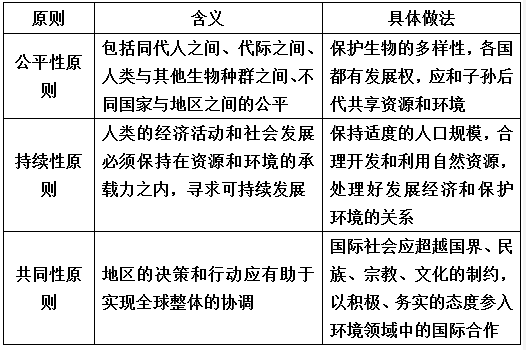 原则 含义 具体做法
公平性原则
包括同代人之间、代际之间、
人类与其他生物种群之间、不
同国家与地区之间的公平
保护生物的多样性，各国
都有发展权，应和子孙后
代共享资源和环境
持续性原则
人类的经济活动和社会发展
必须保持在资源和环境的承
载力之内，寻求可持续发展
保持适度的人口规模，合
理开发和利用自然资源，
处理好发展经济和保护
环境的关系
共同性原则
地区的决策和行动应有助于
实现全球整体的协调
国际社会应超越国界、民
族、宗教、文化的制约，
以积极、务实的态度参入
环境领域中的国际合作